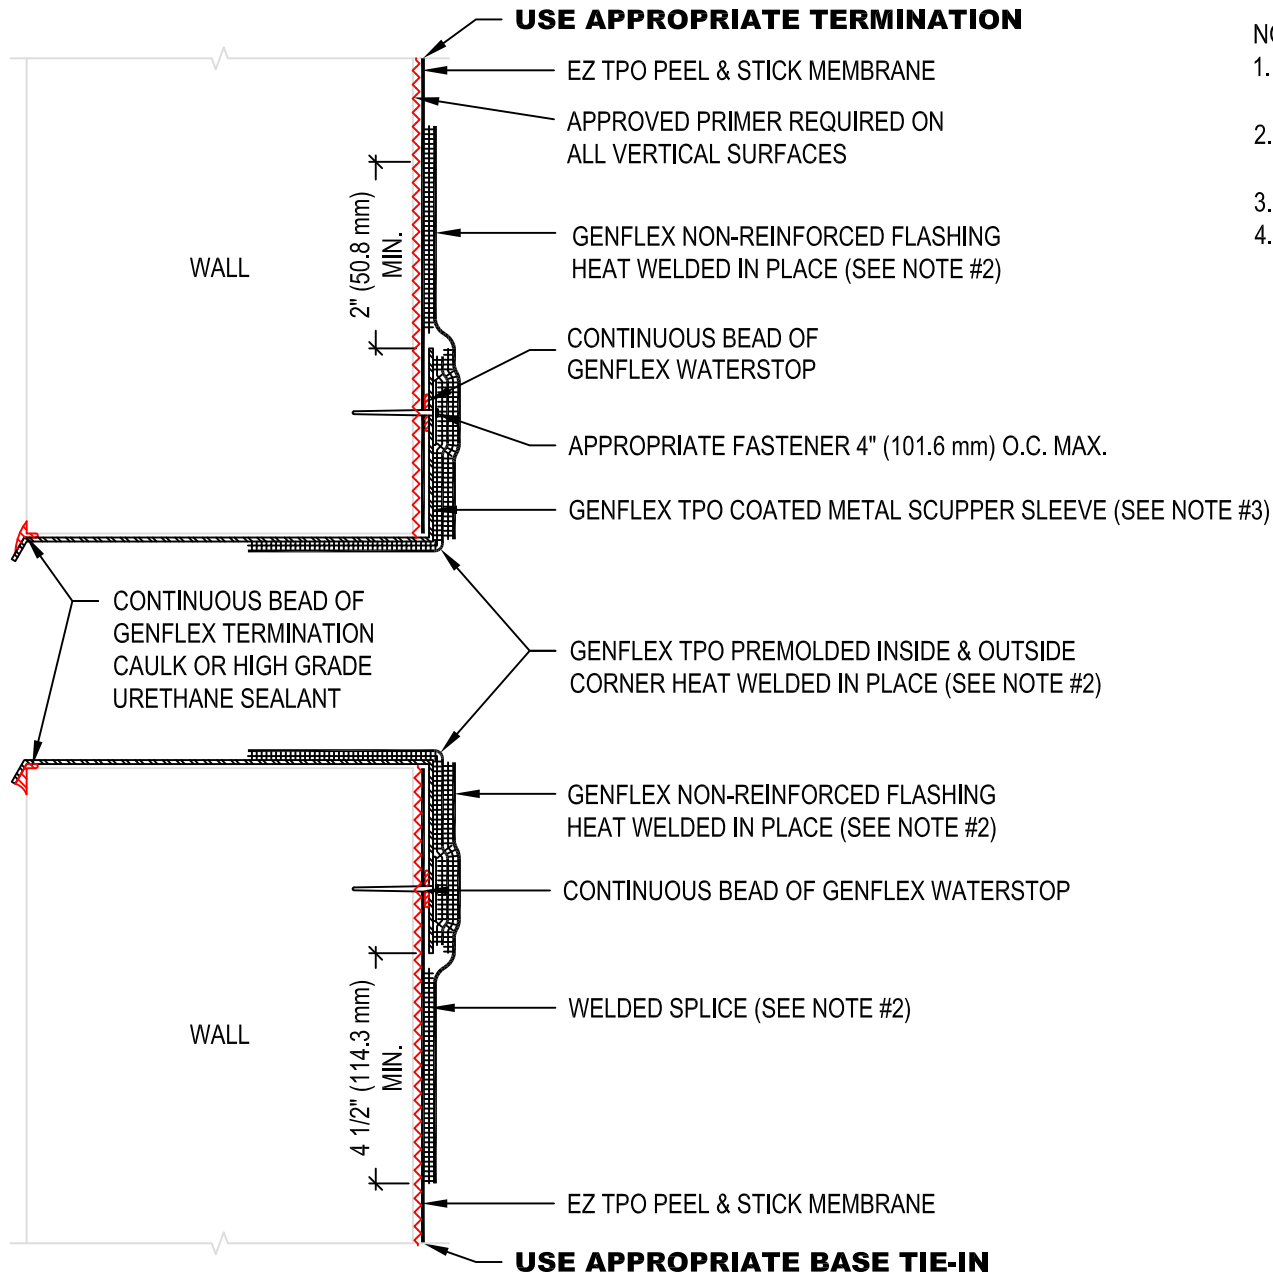 USE APPROPRIATE TERMINATION
EZ TPO PEEL & STICK MEMBRANE
APPROVED PRIMER REQUIRED ON
ALL VERTICAL SURFACES
2" (50.8 mm)
MIN.
WALL
GENFLEX NON-REINFORCED FLASHING
HEAT WELDED IN PLACE (SEE NOTE #2)
CONTINUOUS BEAD OF
GENFLEX WATERSTOP
APPROPRIATE FASTENER 4" (101.6 mm) O.C. MAX.
GENFLEX TPO COATED METAL SCUPPER SLEEVE (SEE NOTE #3)
CONTINUOUS BEAD OF
GENFLEX TERMINATION
CAULK OR HIGH GRADE
URETHANE SEALANT
GENFLEX TPO PREMOLDED INSIDE & OUTSIDE
CORNER HEAT WELDED IN PLACE (SEE NOTE #2)
GENFLEX NON-REINFORCED FLASHING
HEAT WELDED IN PLACE (SEE NOTE #2)
CONTINUOUS BEAD OF GENFLEX WATERSTOP
WELDED SPLICE (SEE NOTE #2)
WALL
4 1/2" (114.3 mm)
MIN.
EZ TPO PEEL & STICK MEMBRANE
USE APPROPRIATE BASE TIE-IN
1.
2.
3.
4.